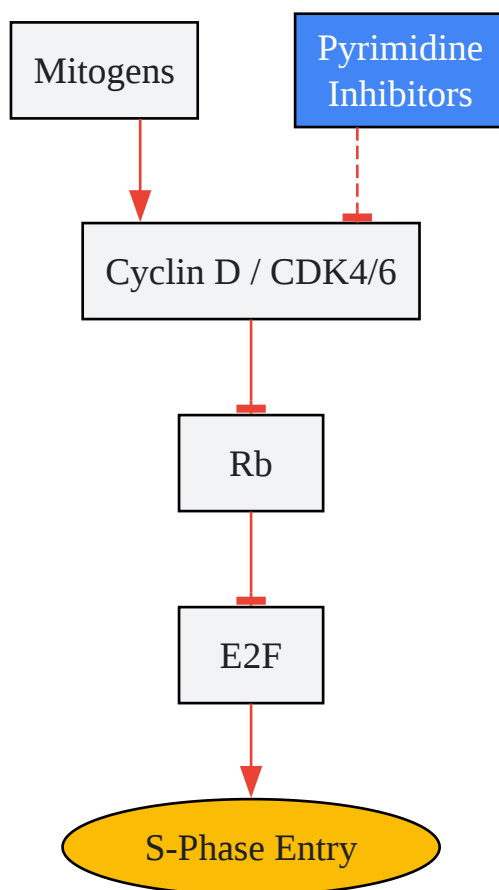 Mitogens
Pyrimidine
Inhibitors
Cyclin D / CDK4/6
Rb
E2F
S-Phase Entry